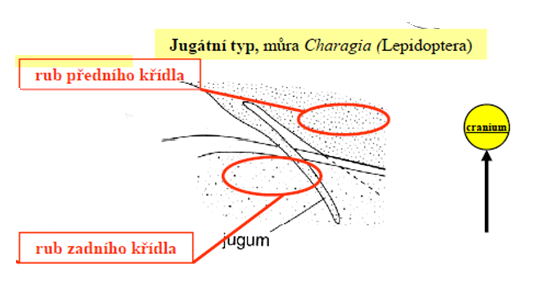 Jugátní typ, můra Charagia (Lepidoptera)
rub předního křídla
cranium
rub zadního křídla
jugum